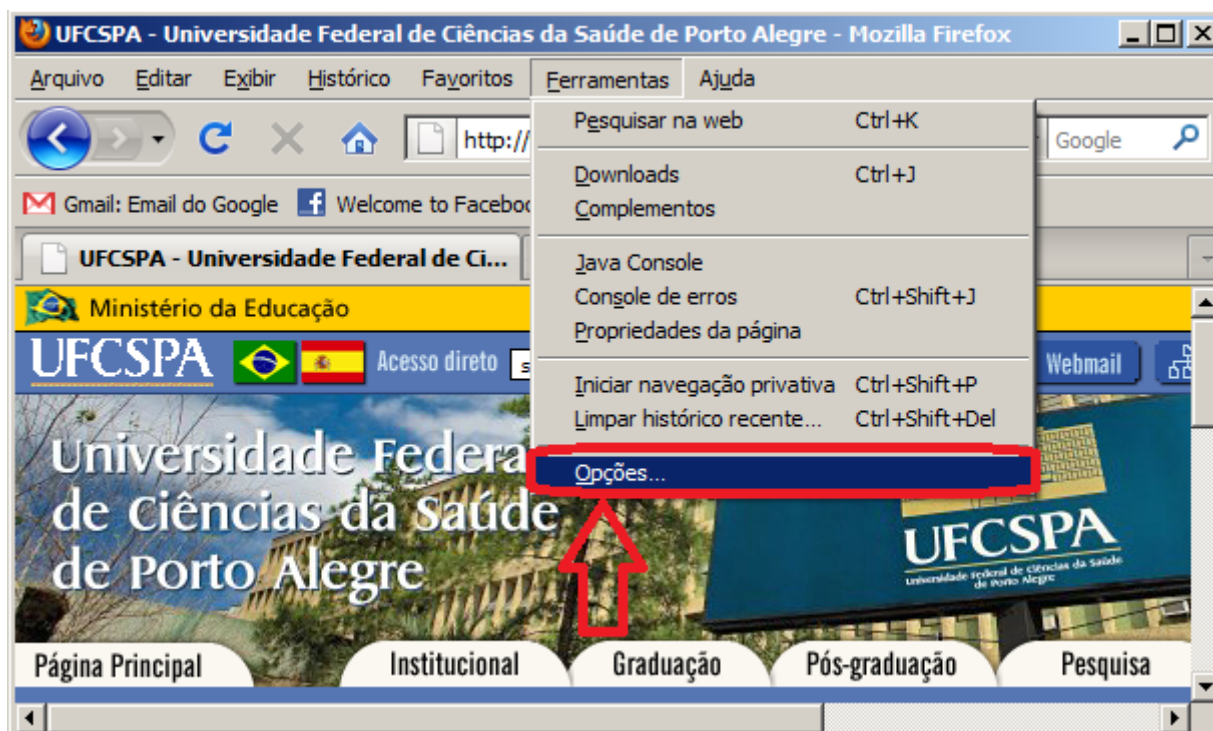 UFCSPA - Universidade Federal de Ciências da Saúde de Porto Alegre - Mozilla Firefox
Arquivo Editar Exibir Histórico Favoritos Ferramentas Ajuda
Pesquisar na web Ctrl+K
http:// Google
Downloads Ctrl+J
Gmail: Email do Google Welcome to Faceboo
Complementos
UFCSPA - Universidade Federal de Ci...
Java Console
Console de erros Ctrl+Shift+J
Ministério da Educação
Propriedades da página
UFCSPA Acesso direto s Webmail
Iniciar navegação privativa Ctrl+Shift+P
Limpar histórico recente... Ctrl+Shift+Del
Opções...
Universidade Federa
de Ciências da Saúde
de Porto Alegre
UFCSPA
Universidade Federal de Ciências da Saúde
de Porto Alegre
Página Principal Institucional Graduação Pós-graduação Pesquisa